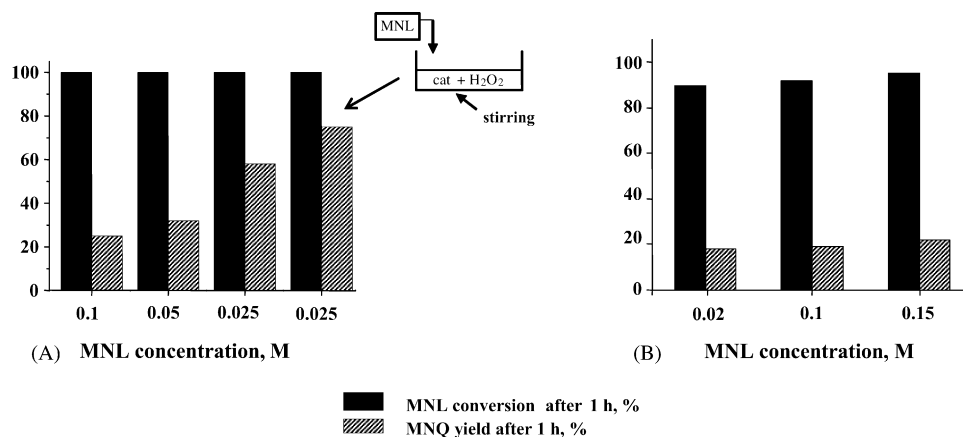 MNL
cat + H₂O₂
stirring
100
80
60
40
20
0
0.1 0.05 0.025 0.025
(A) MNL concentration, M
100
80
60
40
20
0
0.02 0.1 0.15
(B) MNL concentration, M
MNL conversion after 1 h, %
MNQ yield after 1 h, %